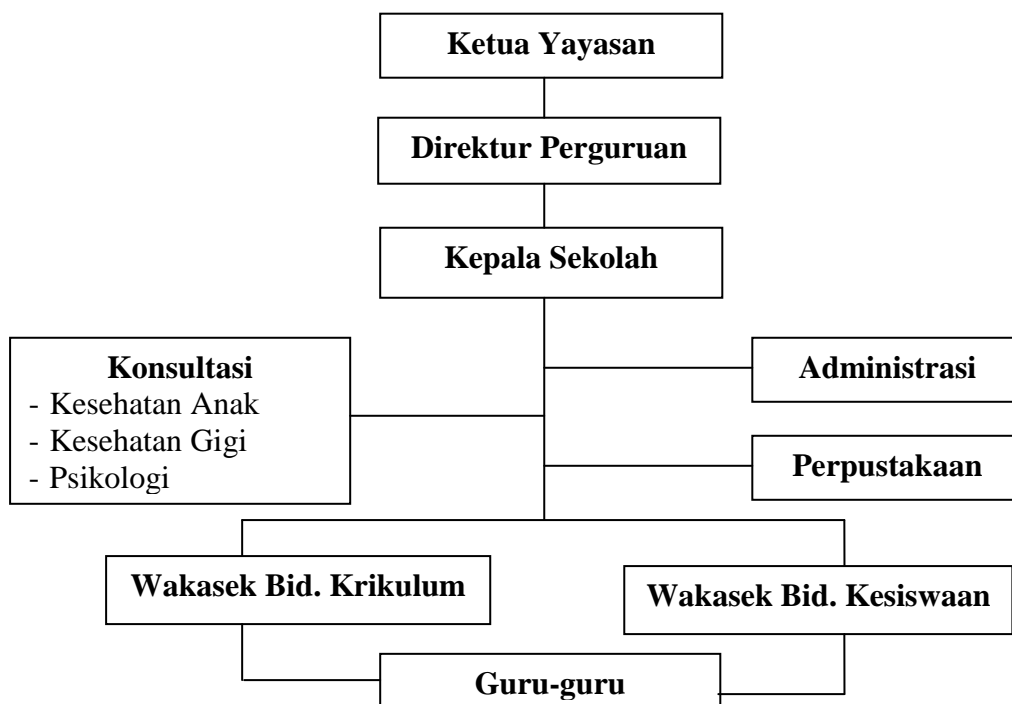 Ketua Yayasan
Direktur Perguruan
Kepala Sekolah
Konsultasi
- Kesehatan Anak
- Kesehatan Gigi
- Psikologi
Administrasi
Perpustakaan
Wakasek Bid. Krikulum
Wakasek Bid. Kesiswaan
Guru-guru